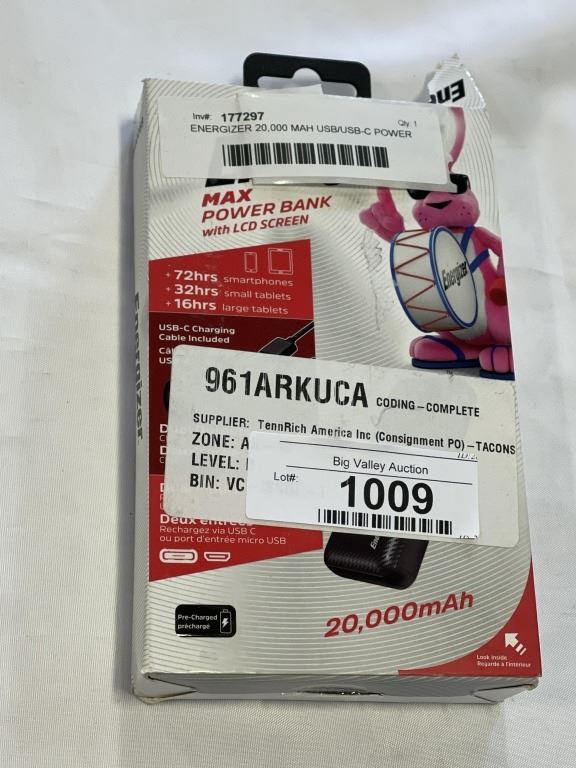 Inv#: 177297
Qty: 1
ENERGIZER 20,000 MAH USB/USB-C POWER
MAX
POWER BANK
with LCD SCREEN
+ 72hrs smartphones
+ 32hrs small tablets
+ 16hrs large tablets
Energizer
USB-C Charging
Cable Included
Energizer
961ARKUCA CODING-COMPLETE
SUPPLIER: TennRich America Inc (Consignment PO)-TACONS
ZONE:
LEVEL:
BIN: VC
Big Valley Auction
Lot#:
1009
Deux
Rechargez via USB C
ou port d'entrée micro USB
20,000mAh
Pre-Charged
précharge
Look Inside
Regarde à l'intérieur